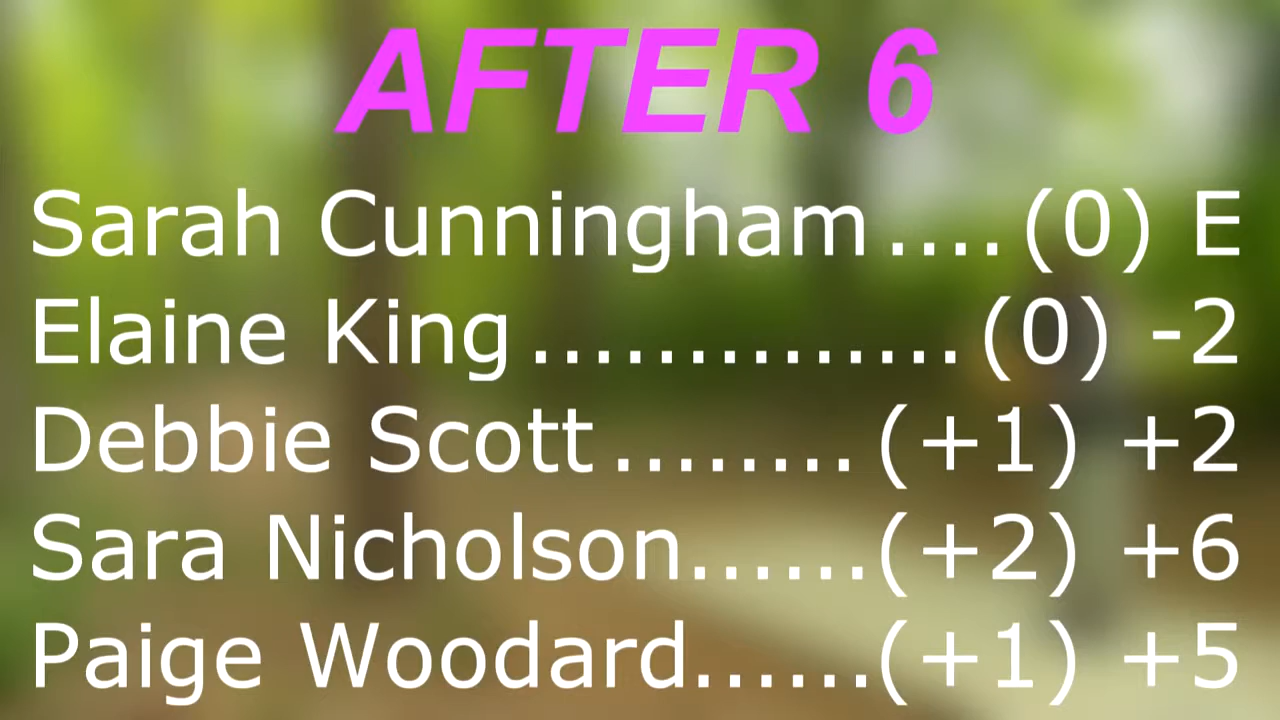 AFTER 6
Sarah Cunningham....(0) E
Elaine King..............(0) -2
Debbie Scott........(+1) +2
Sara Nicholson......(+2) +6
Paige Woodard......(+1) +5